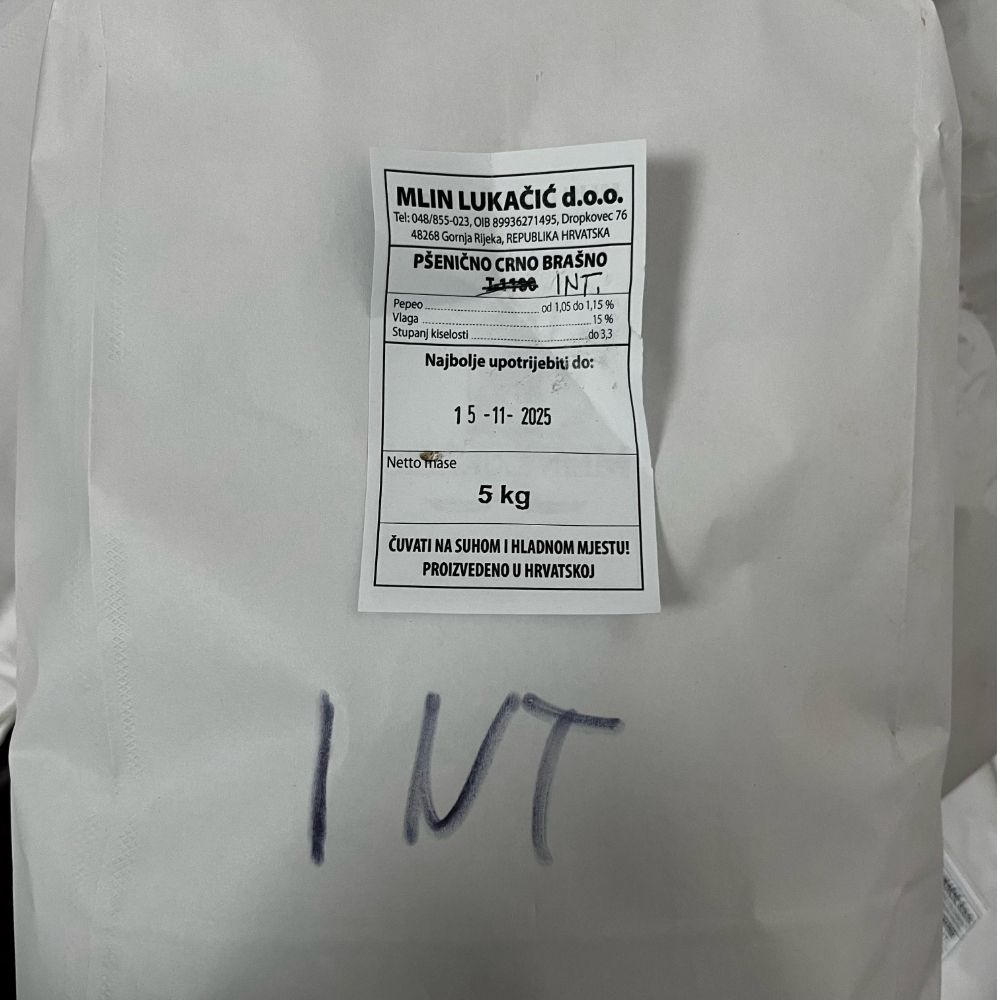 MLIN LUKAČIĆ d.o.o.
Tel: 048/855-023, OIB 89936271495, Dropkovec 76
48268 Gornja Rijeka, REPUBLIKA HRVATSKA
PŠENIČNO CRNO BRAŠNO
T-1100 INT.
Pepeo ........................................ od 1,05 do 1,15 %
Vlaga ........................................................ 15 %
Stupanj kiselosti ........................................ do 3,3
Najbolje upotrijebiti do:
15 -11- 2025
Netto mase
5 kg
ČUVATI NA SUHOM I HLADNOM MJESTU!
PROIZVEDENO U HRVATSKOJ
INT